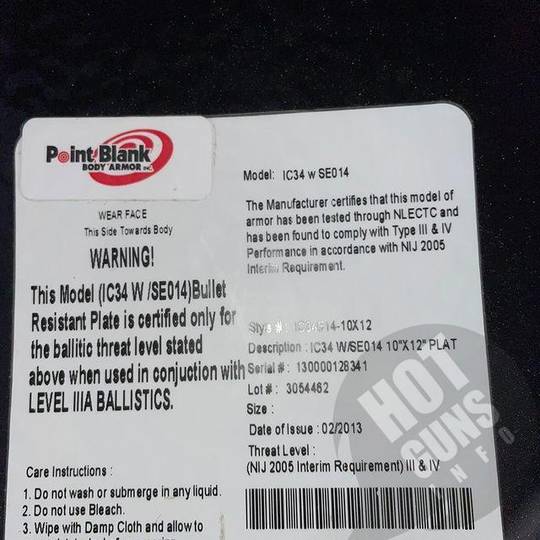 Point Blank
BODY ARMOR INC.
WEAR FACE
This Side Towards Body
WARNING!
This Model (IC34 W /SE014)Bullet
Resistant Plate is certified only for
the ballitic threat level stated
above when used in conjuction with
LEVEL IIIA BALLISTICS.
Care Instructions :
1. Do not wash or submerge in any liquid.
2. Do not use Bleach.
3. Wipe with Damp Cloth and allow to
Model: IC34 w SE014
The Manufacturer certifies that this model of
armor has been tested through NLECTC and
has been found to comply with Type III & IV
Performance in accordance with NIJ 2005
Interim Requirement.
Style # : -10X12
Description : IC34 W/SE014 10"X12" PLAT
Serial # : 130000128341
Lot # : 3054462
Size :
Date of Issue : 02/2013
Threat Level :
(NIJ 2005 Interim Requirement) III & IV
HOT
GUNS
INFO